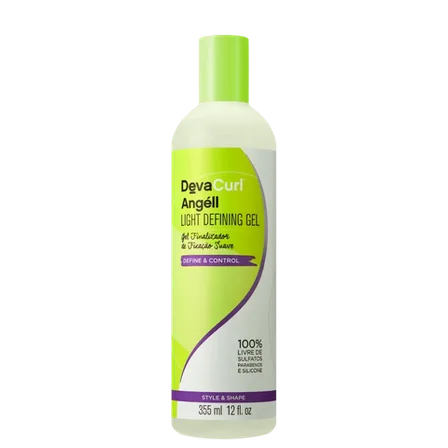 DevaCurl
Angéll
LIGHT DEFINING GEL
Gel Finalizador
de Fixação Suave
DEFINE & CONTROL
100%
LIVRE DE
SULFATOS
PARABENOS
E SILICONE
STYLE & SHAPE
355 ml 12 fl. oz